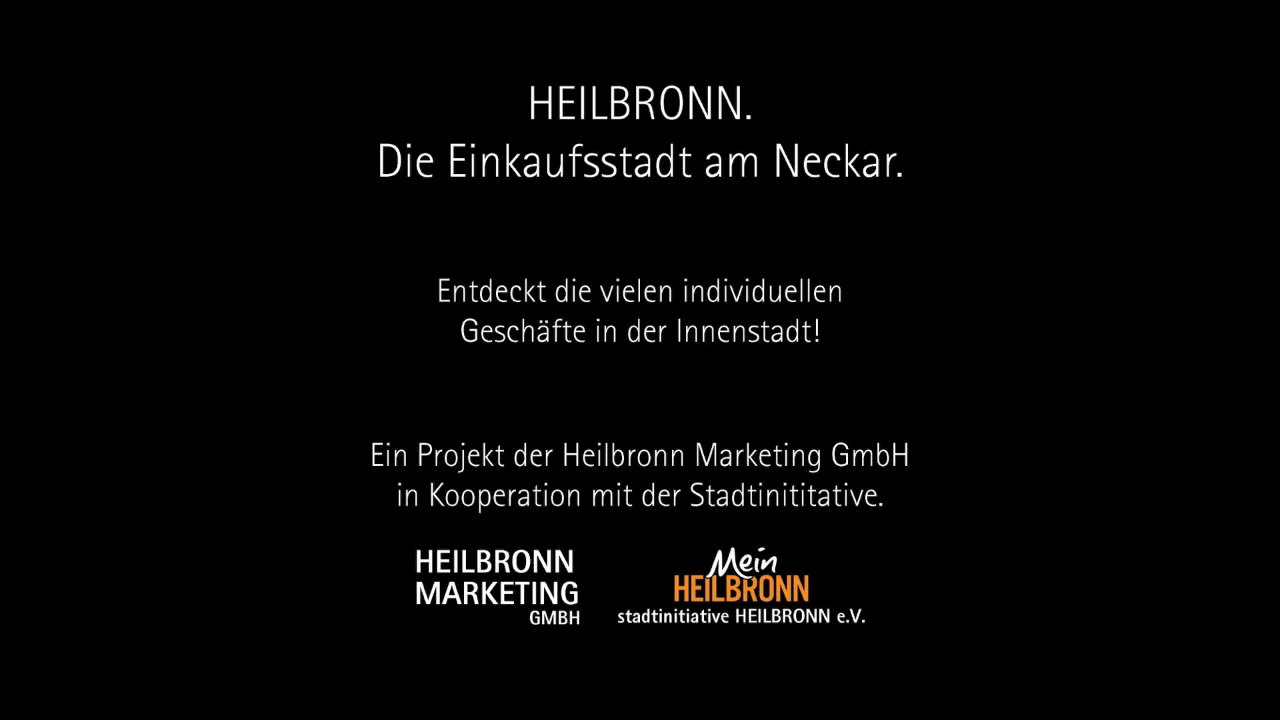 HEILBRONN.
Die Einkaufsstadt am Neckar.
Entdeckt die vielen individuellen
Geschäfte in der Innenstadt!
Ein Projekt der Heilbronn Marketing GmbH
in Kooperation mit der Stadtinititative.
HEILBRONN
MARKETING
GMBH
Mein
HEILBRONN
stadtinitiative HEILBRONN e.V.